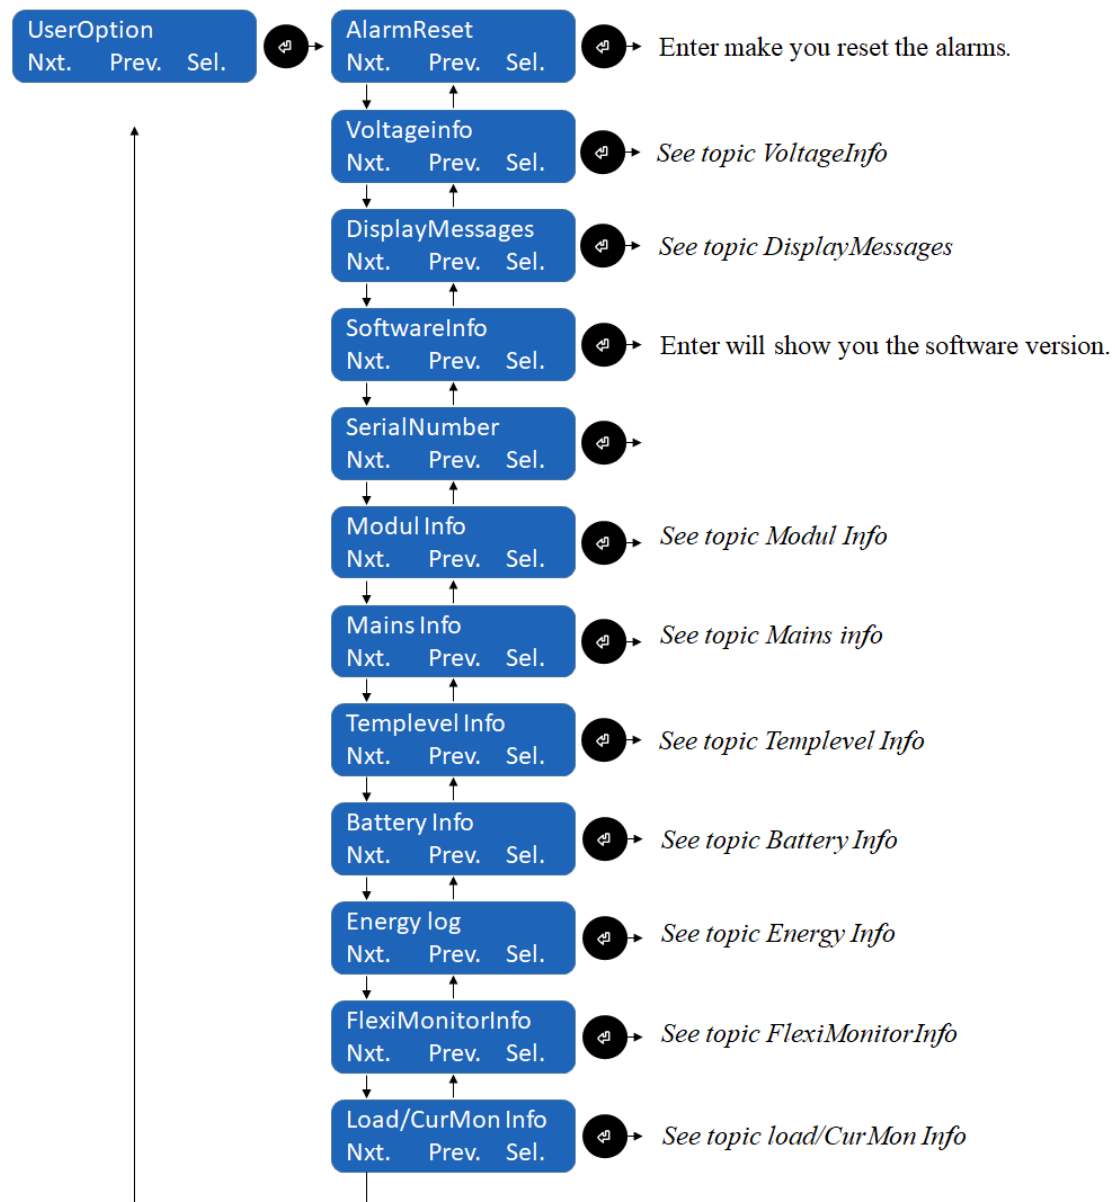 UserOption
Nxt. Prev. Sel.
AlarmReset
Nxt. Prev. Sel.
Enter make you reset the alarms.
Voltageinfo
Nxt. Prev. Sel.
See topic VoltageInfo
DisplayMessages
Nxt. Prev. Sel.
See topic DisplayMessages
SoftwareInfo
Nxt. Prev. Sel.
Enter will show you the software version.
SerialNumber
Nxt. Prev. Sel.
Modul Info
Nxt. Prev. Sel.
See topic Modul Info
Mains Info
Nxt. Prev. Sel.
See topic Mains info
Templevel Info
Nxt. Prev. Sel.
See topic Templevel Info
Battery Info
Nxt. Prev. Sel.
See topic Battery Info
Energy log
Nxt. Prev. Sel.
See topic Energy Info
FlexiMonitorInfo
Nxt. Prev. Sel.
See topic FlexiMonitorInfo
Load/CurMon Info
Nxt. Prev. Sel.
See topic load/CurMon Info